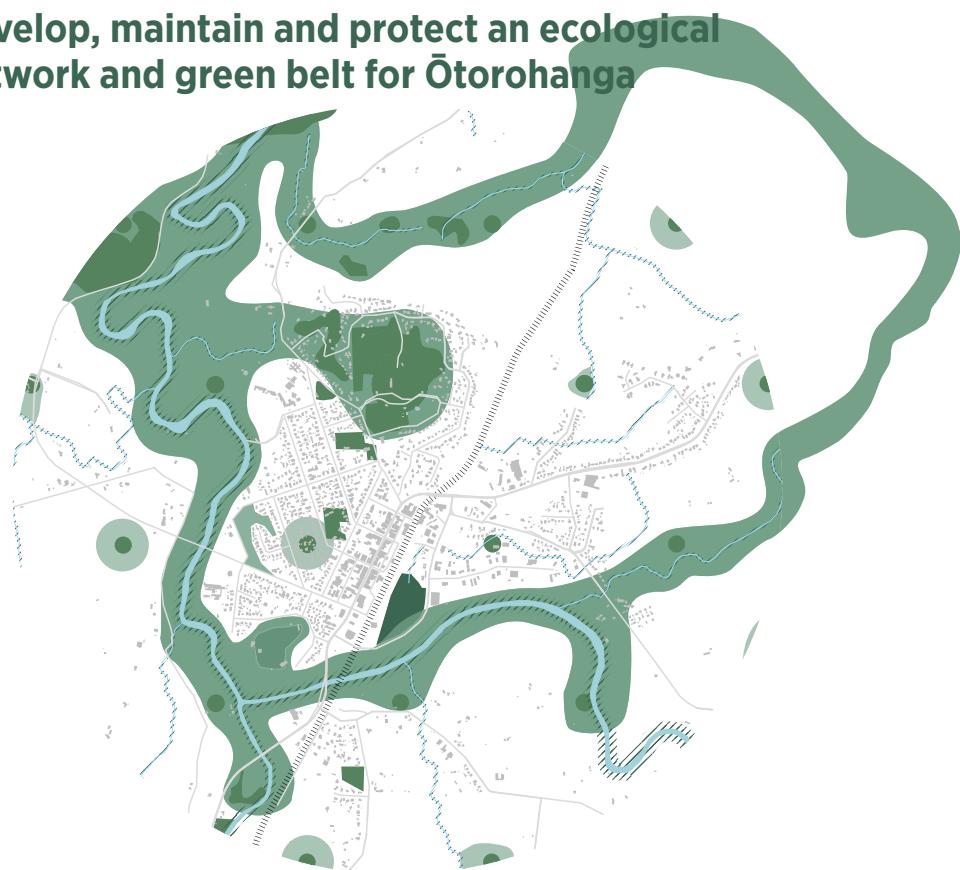 velop, maintain and protect an ecological
twork and green belt for Ōtorohanga